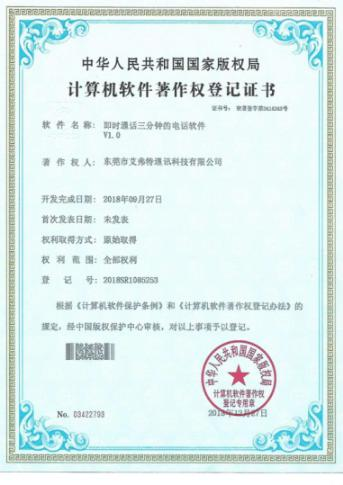 中华人民共和国国家版权局
计算机软件著作权登记证书
证书号：软著登字第3414348号
软件名称：即时通话三分钟的电话软件
V1.0
著作权人：东莞市艾弗特通讯科技有限公司
开发完成日期：2018年09月27日
首次发表日期：未发表
权利取得方式：原始取得
权利范围：全部权利
登记号：2018SR1085253
根据《计算机软件保护条例》和《计算机软件著作权登记办法》的
规定，经中国版权保护中心审核，对以上事项予以登记。
中华人民共和国国家版权局
计算机软件著作权
登记专用章
2018年12月27日
No. 03422793